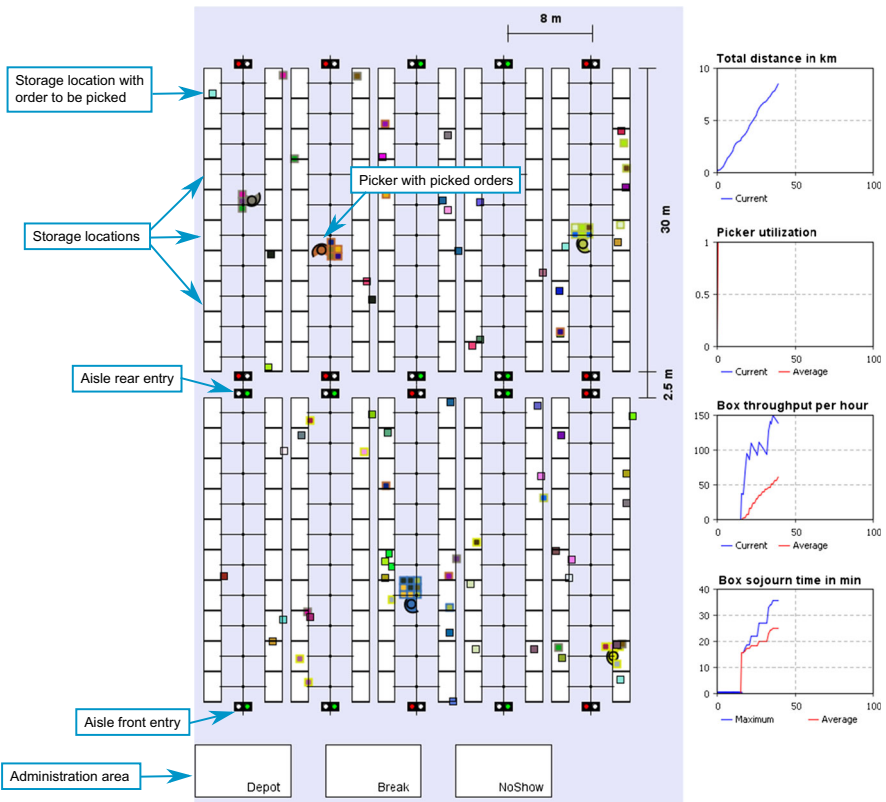 8 m
Storage location with
order to be picked
Picker with picked orders
Storage locations
30 m
Aisle rear entry
2.5 m
Aisle front entry
Administration area
Depot
Break
NoShow
Total distance in km
10
5
0
0
50
100
Current
Picker utilization
1
0.5
0
0
50
100
Current
Average
Box throughput per hour
150
100
50
0
0
50
100
Current
Average
Box sojourn time in min
40
30
20
10
0
0
50
100
Maximum
Average